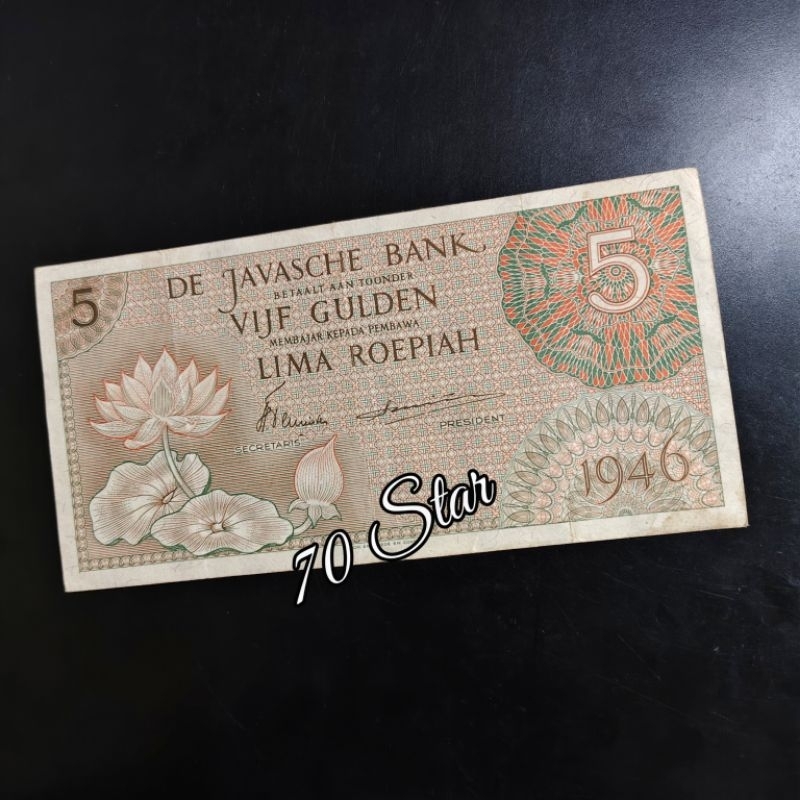 5
DE JAVASCHE BANK
BETAALT AAN TOONDER
VIJF GULDEN
MEMBAJAR KEPADA PEMBAWA
LIMA ROEPIAH
5
SECRETARIS
PRESIDENT
1946
70 Star